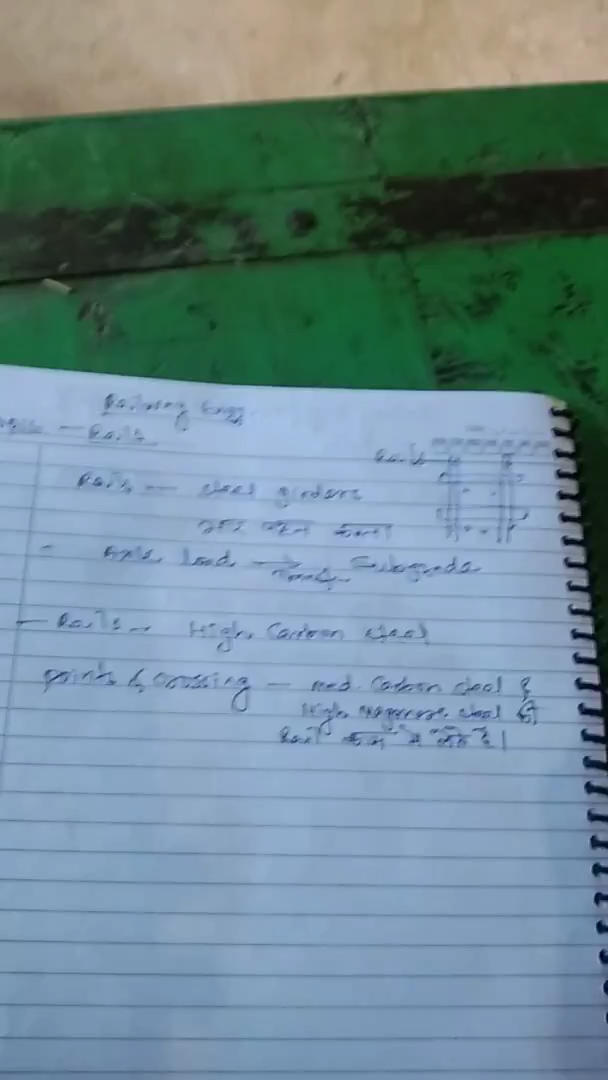 Railway Engg.
Rails
Rails
Rails — steel girders
Axle load → Subgrade
— Rails — High Carbon steel
points & crossing — med. Carbon steel &
High manganese steel की
Rail काम में लेते है।